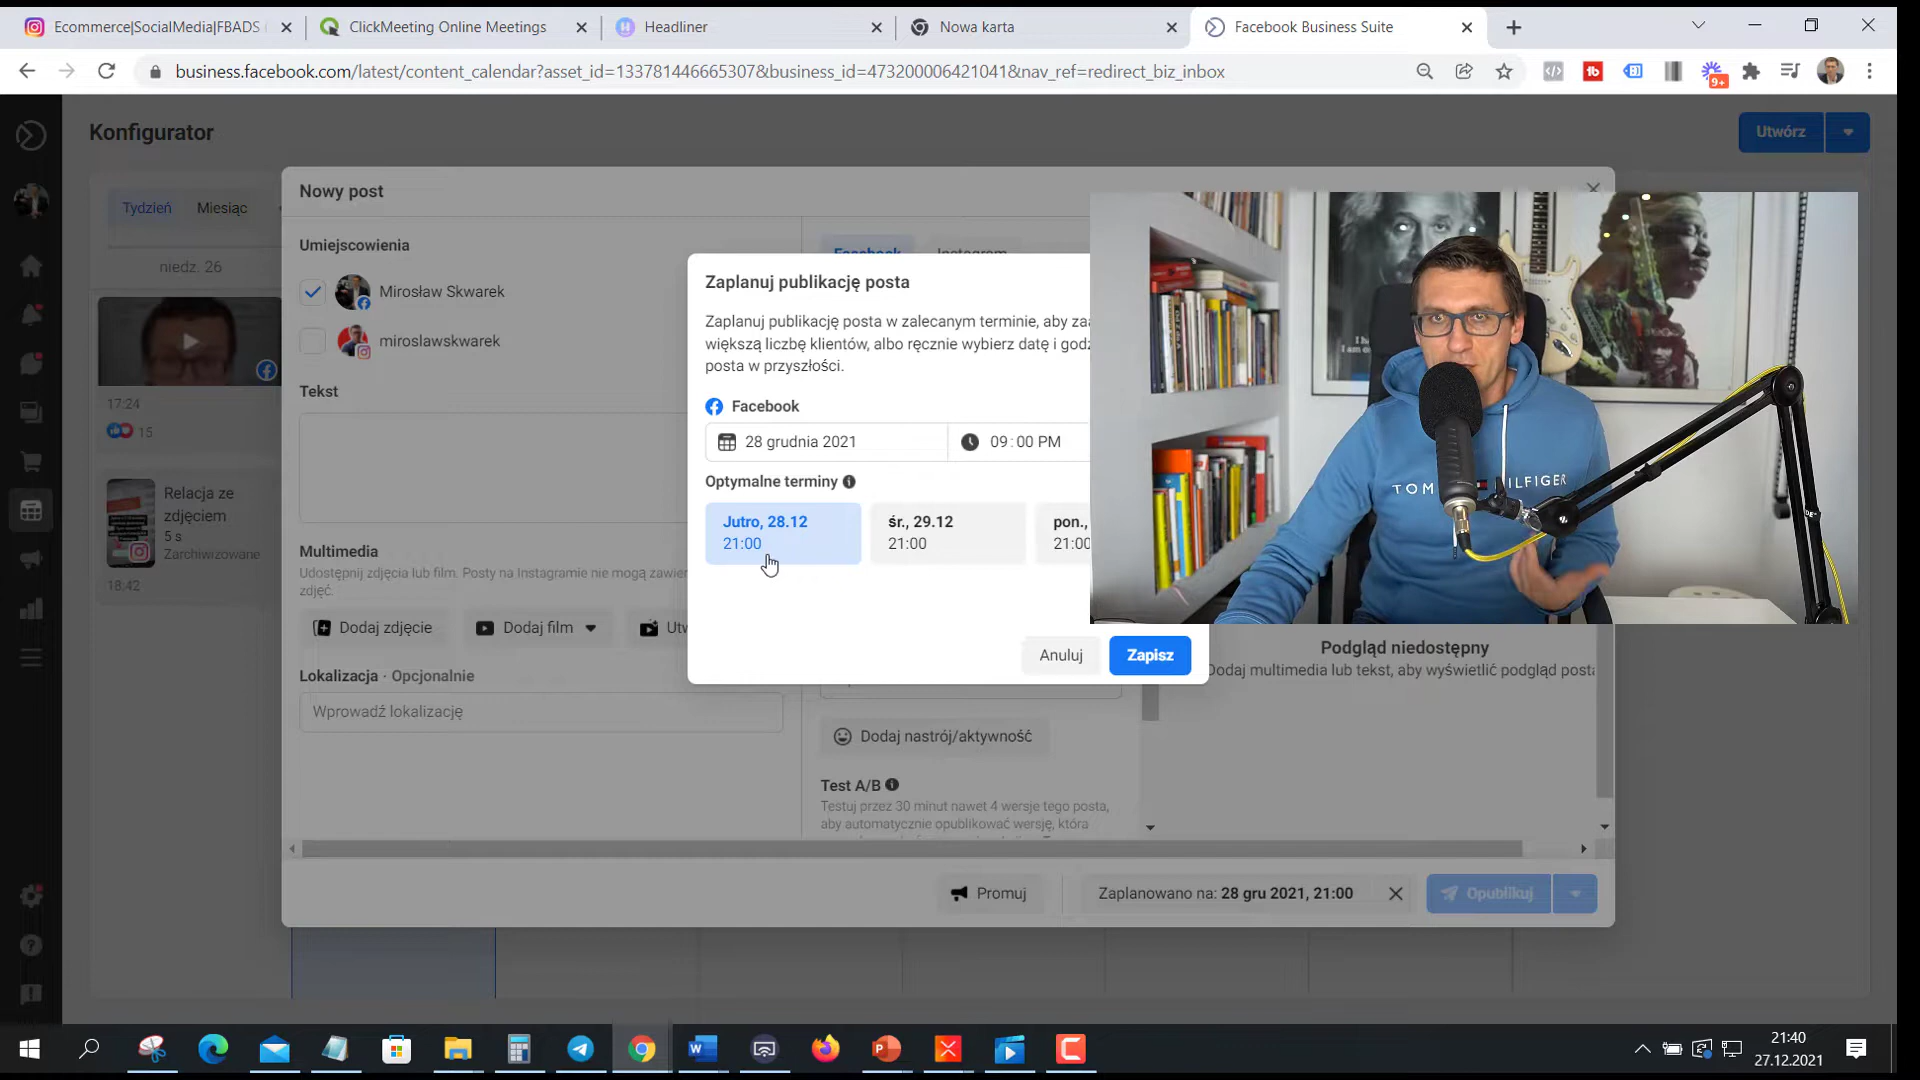 Ecommerce|SocialMedia|FBADS
ClickMeeting Online Meetings
Headliner
Nowa karta
Facebook Business Suite
business.facebook.com/latest/content_calendar?asset_id=133781446665307&business_id=473200006421041&nav_ref=redirect_biz_inbox
9+
Konfigurator
Utwórz
Nowy post
Tydzień
Miesiąc
Umiejscowienia
Facebook
Instagram
niedz. 26
Mirosław Skwarek
miroslawskwarek
Tekst
17:24
15
Relacja ze
zdjęciem
5 s
Zarchiwizowane
18:42
Zaplanuj publikację posta
Zaplanuj publikację posta w zalecanym terminie, aby
większą liczbę klientów, albo ręcznie wybierz datę i
posta w przyszłości.
Facebook
28 grudnia 2021
09:00 PM
Optymalne terminy
Jutro, 28.12
21:00
śr., 29.12
21:00
pon.,
21:00
Anuluj
Zapisz
Multimedia
Udostępnij zdjęcia lub film. Posty na Instagramie nie mogą
zdjęć.
Dodaj zdjęcie
Dodaj film
Lokalizacja · Opcjonalnie
Wprowadź lokalizację
Dodaj nastrój/aktywność
Test A/B
Testuj przez 30 minut nawet 4 wersje tego posta,
aby automatycznie opublikować wersję, która
TOM
HILFIGER
Podgląd niedostępny
Dodaj multimedia lub tekst, aby wyświetlić podgląd
Promuj
Zaplanowano na: 28 gru 2021, 21:00
Opublikuj
21:40
27.12.2021